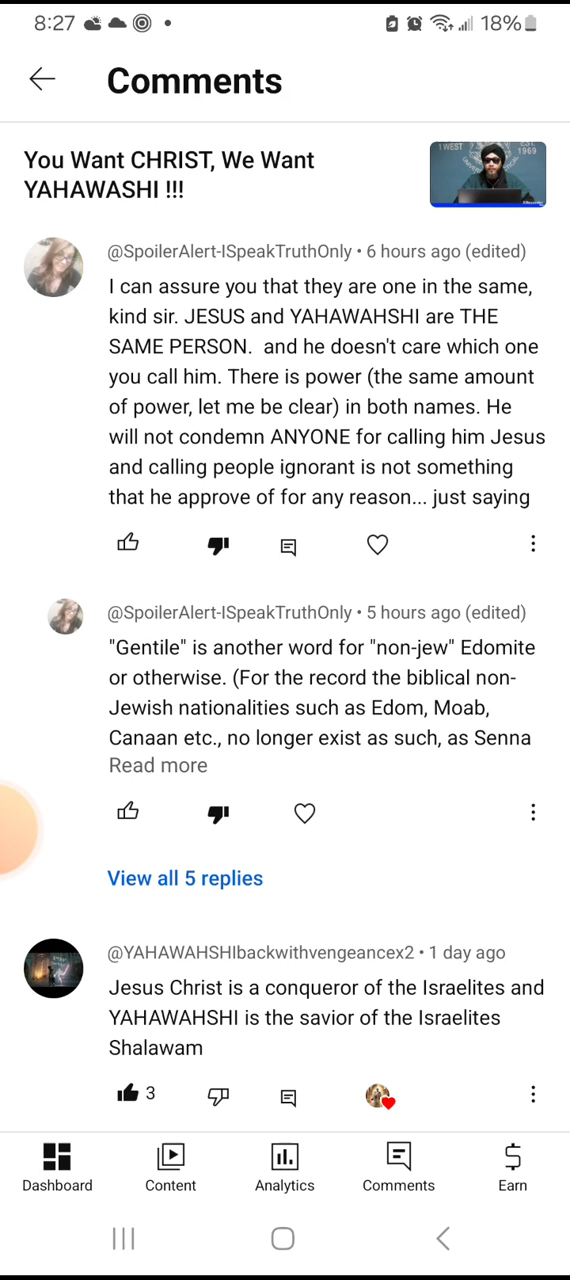 8:27
18%
Comments
You Want CHRIST, We Want
YAHAWASHI !!!
1 WEST
EST.
1969
@SpoilerAlert-ISpeakTruthOnly • 6 hours ago (edited)
I can assure you that they are one in the same,
kind sir. JESUS and YAHAWAHSHI are THE
SAME PERSON.  and he doesn't care which one
you call him. There is power (the same amount
of power, let me be clear) in both names. He
will not condemn ANYONE for calling him Jesus
and calling people ignorant is not something
that he approve of for any reason... just saying
@SpoilerAlert-ISpeakTruthOnly • 5 hours ago (edited)
"Gentile" is another word for "non-jew" Edomite
or otherwise. (For the record the biblical non-
Jewish nationalities such as Edom, Moab,
Canaan etc., no longer exist as such, as Senna
Read more
View all 5 replies
@YAHAWAHSHIbackwithvengeancex2 • 1 day ago
Jesus Christ is a conqueror of the Israelites and
YAHAWAHSHI is the savior of the Israelites
Shalawam
3
Dashboard
Content
Analytics
Comments
Earn